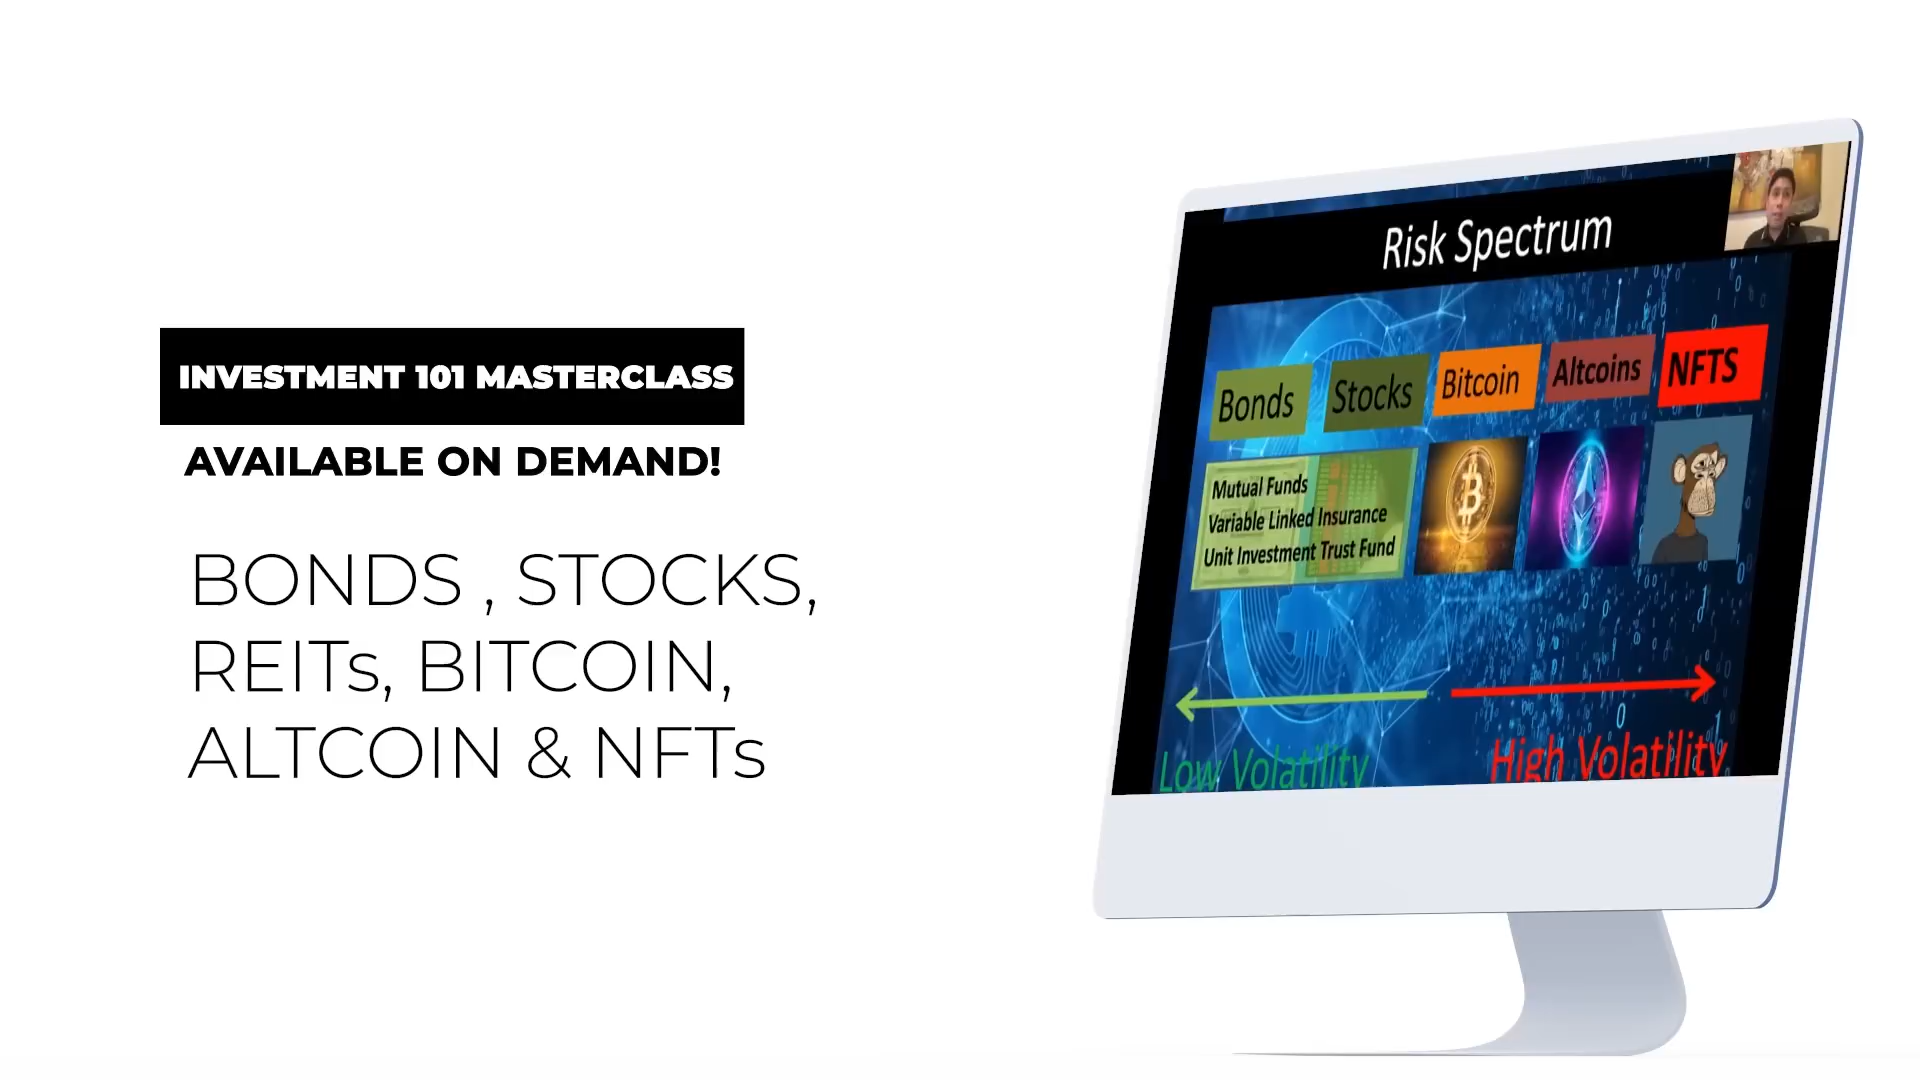 INVESTMENT 101 MASTERCLASS
AVAILABLE ON DEMAND!
BONDS , STOCKS,
REITs, BITCOIN,
ALTCOIN & NFTs
Risk Spectrum
Bonds
Stocks
Bitcoin
Altcoins
NFTS
Mutual Funds
Variable Linked Insurance
Unit Investment Trust Fund
Low Volatility
High Volatility